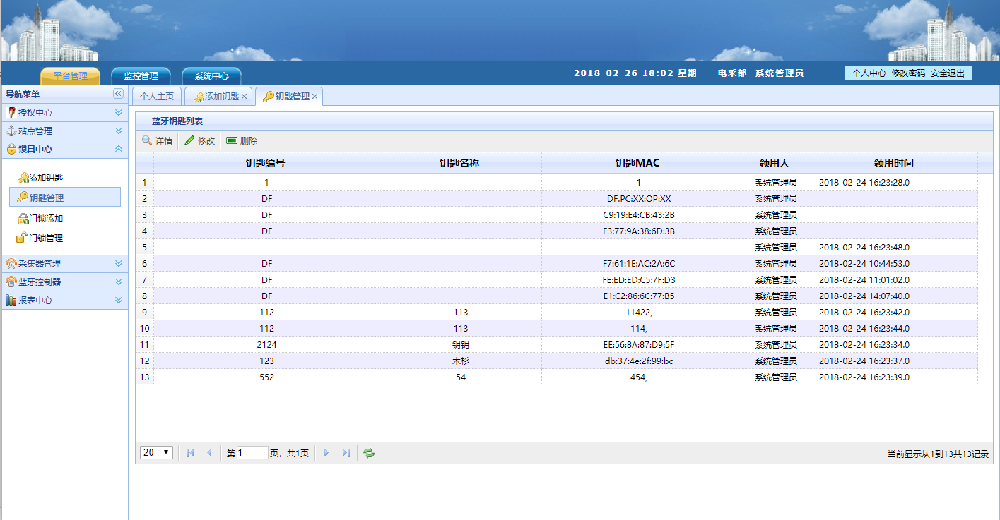 平台管理 监控管理 系统中心 2018-02-26 18:02 星期一 电采部 系统管理员 个人中心 修改密码 安全退出
导航菜单
授权中心
站点管理
锁具中心
添加钥匙
钥匙管理
门锁添加
门锁管理
采集器管理
蓝牙控制器
报表中心
个人主页 添加钥匙 钥匙管理
蓝牙钥匙列表
详情 修改 删除
钥匙编号 钥匙名称 钥匙MAC 领用人 领用时间
1 1 1 系统管理员 2018-02-24 16:23:28.0
2 DF DF.PC:XX:OP:XX 系统管理员
3 DF C9:19:E4:CB:43:2B 系统管理员
4 DF F3:77:9A:38:6D:3B 系统管理员
5 系统管理员 2018-02-24 16:23:48.0
6 DF F7:61:1E:AC:2A:6C 系统管理员 2018-02-24 10:44:53.0
7 DF FE:ED:ED:C5:7F:D3 系统管理员 2018-02-24 11:01:02.0
8 DF E1:C2:86:6C:77:B5 系统管理员 2018-02-24 14:07:40.0
9 112 113 11422, 系统管理员 2018-02-24 16:23:42.0
10 112 113 114, 系统管理员 2018-02-24 16:23:44.0
11 2124 钥钥 EE:56:8A:87:D9:5F 系统管理员 2018-02-24 16:23:34.0
12 123 木杉 db:37:4e:2f:99:bc 系统管理员 2018-02-24 16:23:37.0
13 552 54 454, 系统管理员 2018-02-24 16:23:39.0
20 第 1 页, 共1页 当前显示从1到13共13记录